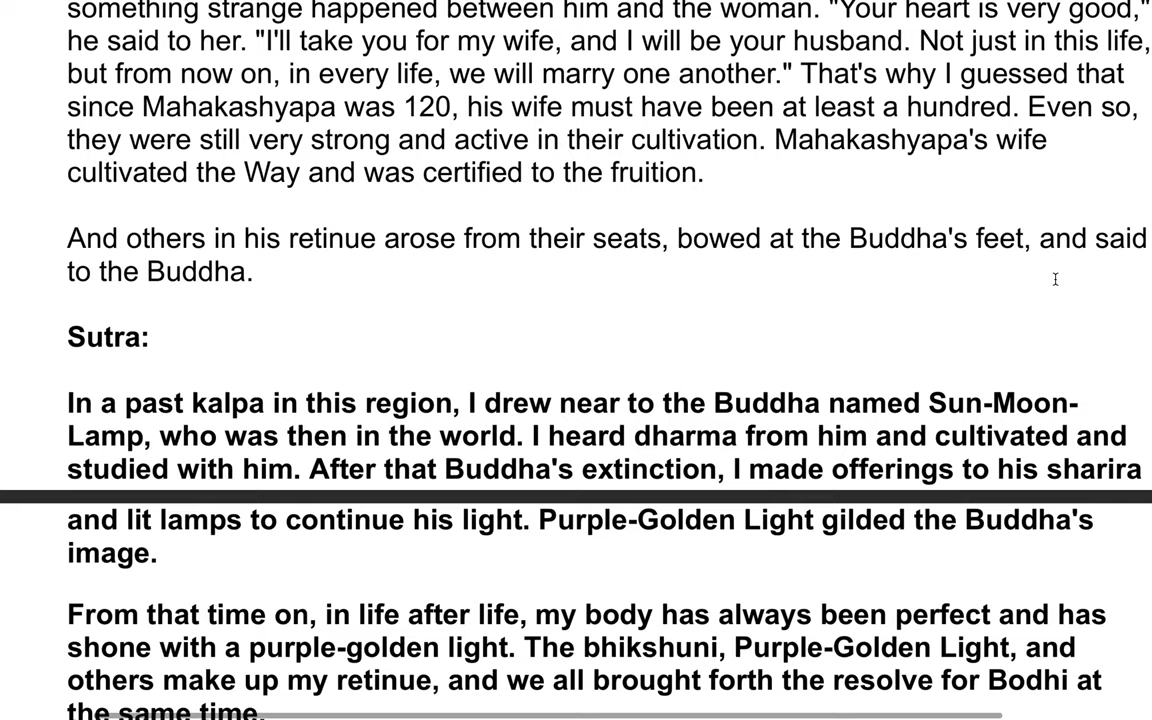 something strange happened between him and the woman. "Your heart is very good,"
he said to her. "I'll take you for my wife, and I will be your husband. Not just in this life,
but from now on, in every life, we will marry one another." That's why I guessed that
since Mahakashyapa was 120, his wife must have been at least a hundred. Even so,
they were still very strong and active in their cultivation. Mahakashyapa's wife
cultivated the Way and was certified to the fruition.
And others in his retinue arose from their seats, bowed at the Buddha's feet, and said
to the Buddha.
Sutra:
In a past kalpa in this region, I drew near to the Buddha named Sun-Moon-
Lamp, who was then in the world. I heard dharma from him and cultivated and
studied with him. After that Buddha's extinction, I made offerings to his sharira
and lit lamps to continue his light. Purple-Golden Light gilded the Buddha's
image.
From that time on, in life after life, my body has always been perfect and has
shone with a purple-golden light. The bhikshuni, Purple-Golden Light, and
others make up my retinue, and we all brought forth the resolve for Bodhi at
the same time.